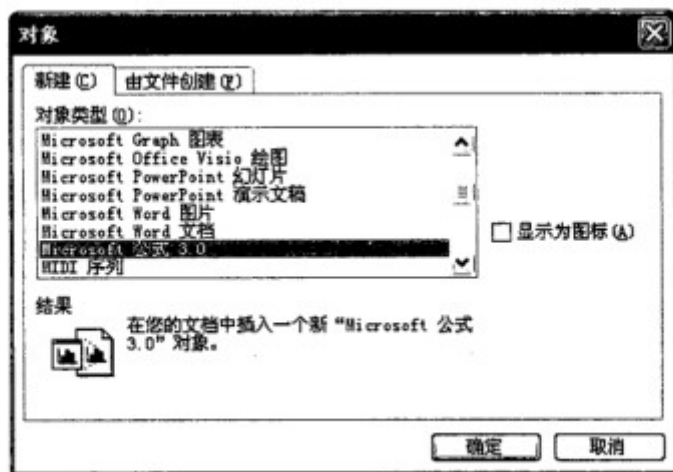 对象
新建(C)
由文件创建(F)
对象类型(O):
Microsoft Graph 图表
Microsoft Office Visio 绘图
Microsoft PowerPoint 幻灯片
Microsoft PowerPoint 演示文稿
Microsoft Word 图片
Microsoft Word 文档
Microsoft 公式 3.0
MIDI 序列
显示为图标(A)
结果
在您的文档中插入一个新“Microsoft 公式
3.0”对象。
确定
取消